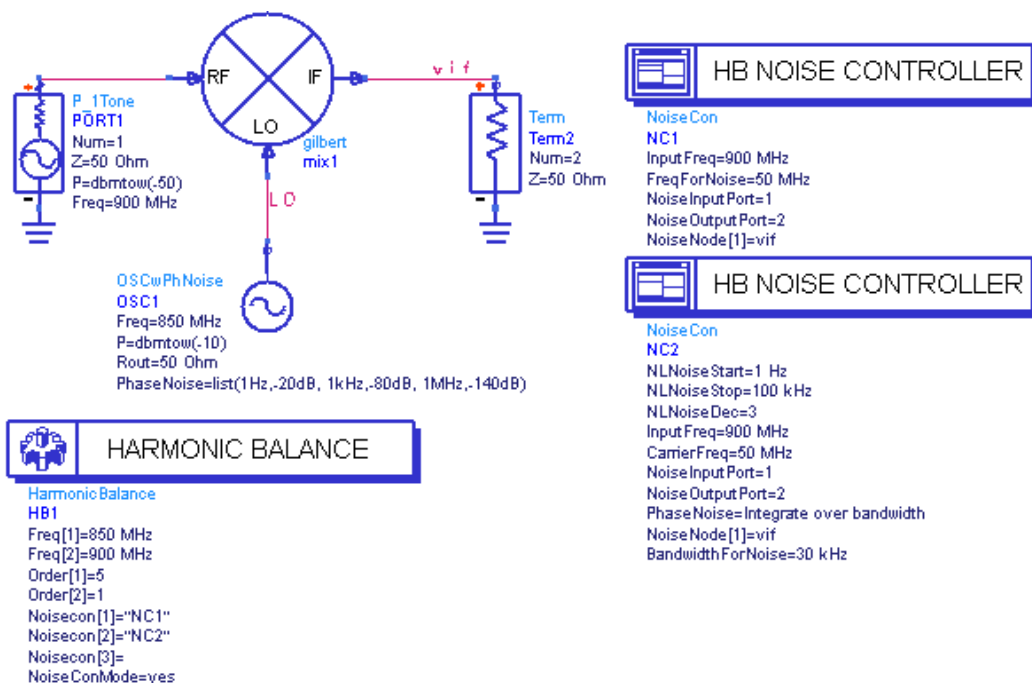 RF
IF
LO
v i f
L O
+
P_1Tone
PORT1
Num=1
Z=50 Ohm
P=dbmtow(-50)
Freq=900 MHz
-
gilbert
mix1
+
Term
Term2
Num=2
Z=50 Ohm
-
OSCwPhNoise
OSC1
Freq=850 MHz
P=dbmtow(-10)
Rout=50 Ohm
PhaseNoise=list(1Hz,-20dB, 1kHz,-80dB, 1MHz,-140dB)
HARMONIC BALANCE
HarmonicBalance
HB1
Freq[1]=850 MHz
Freq[2]=900 MHz
Order[1]=5
Order[2]=1
Noisecon[1]="NC1"
Noisecon[2]="NC2"
Noisecon[3]=
NoiseConMode=yes
HB NOISE CONTROLLER
NoiseCon
NC1
InputFreq=900 MHz
FreqForNoise=50 MHz
NoiseInputPort=1
NoiseOutputPort=2
NoiseNode[1]=vif
HB NOISE CONTROLLER
NoiseCon
NC2
NLNoiseStart=1 Hz
NLNoiseStop=100 kHz
NLNoiseDec=3
InputFreq=900 MHz
CarrierFreq=50 MHz
NoiseInputPort=1
NoiseOutputPort=2
PhaseNoise=Integrate over bandwidth
NoiseNode[1]=vif
BandwidthForNoise=30 kHz